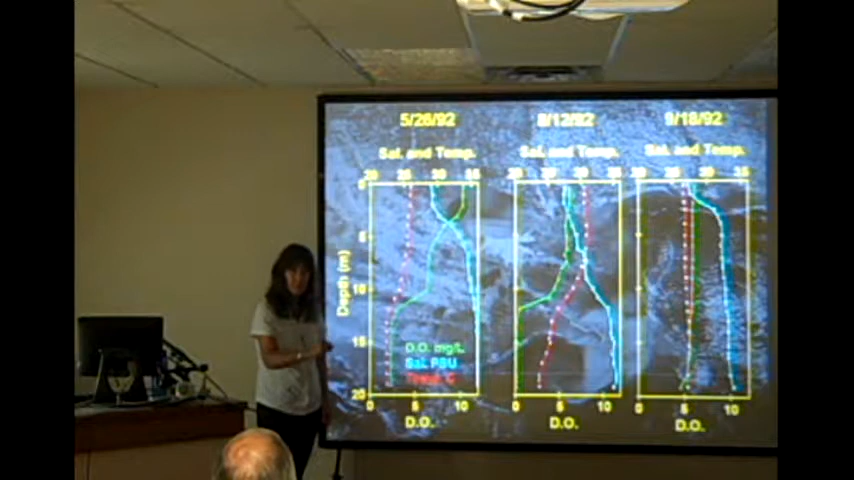 5/26/92 8/12/92 9/18/92
Sal. and Temp. Sal. and Temp. Sal. and Temp.
20 25 30 35 20 25 30 35 20 30 35
0
5
10
15
20
Depth (m)
D.O. mg/L
Sal. PSU
Temp. C
0 5 10 0 5 10 0 5 10
D.O. D.O. D.O.